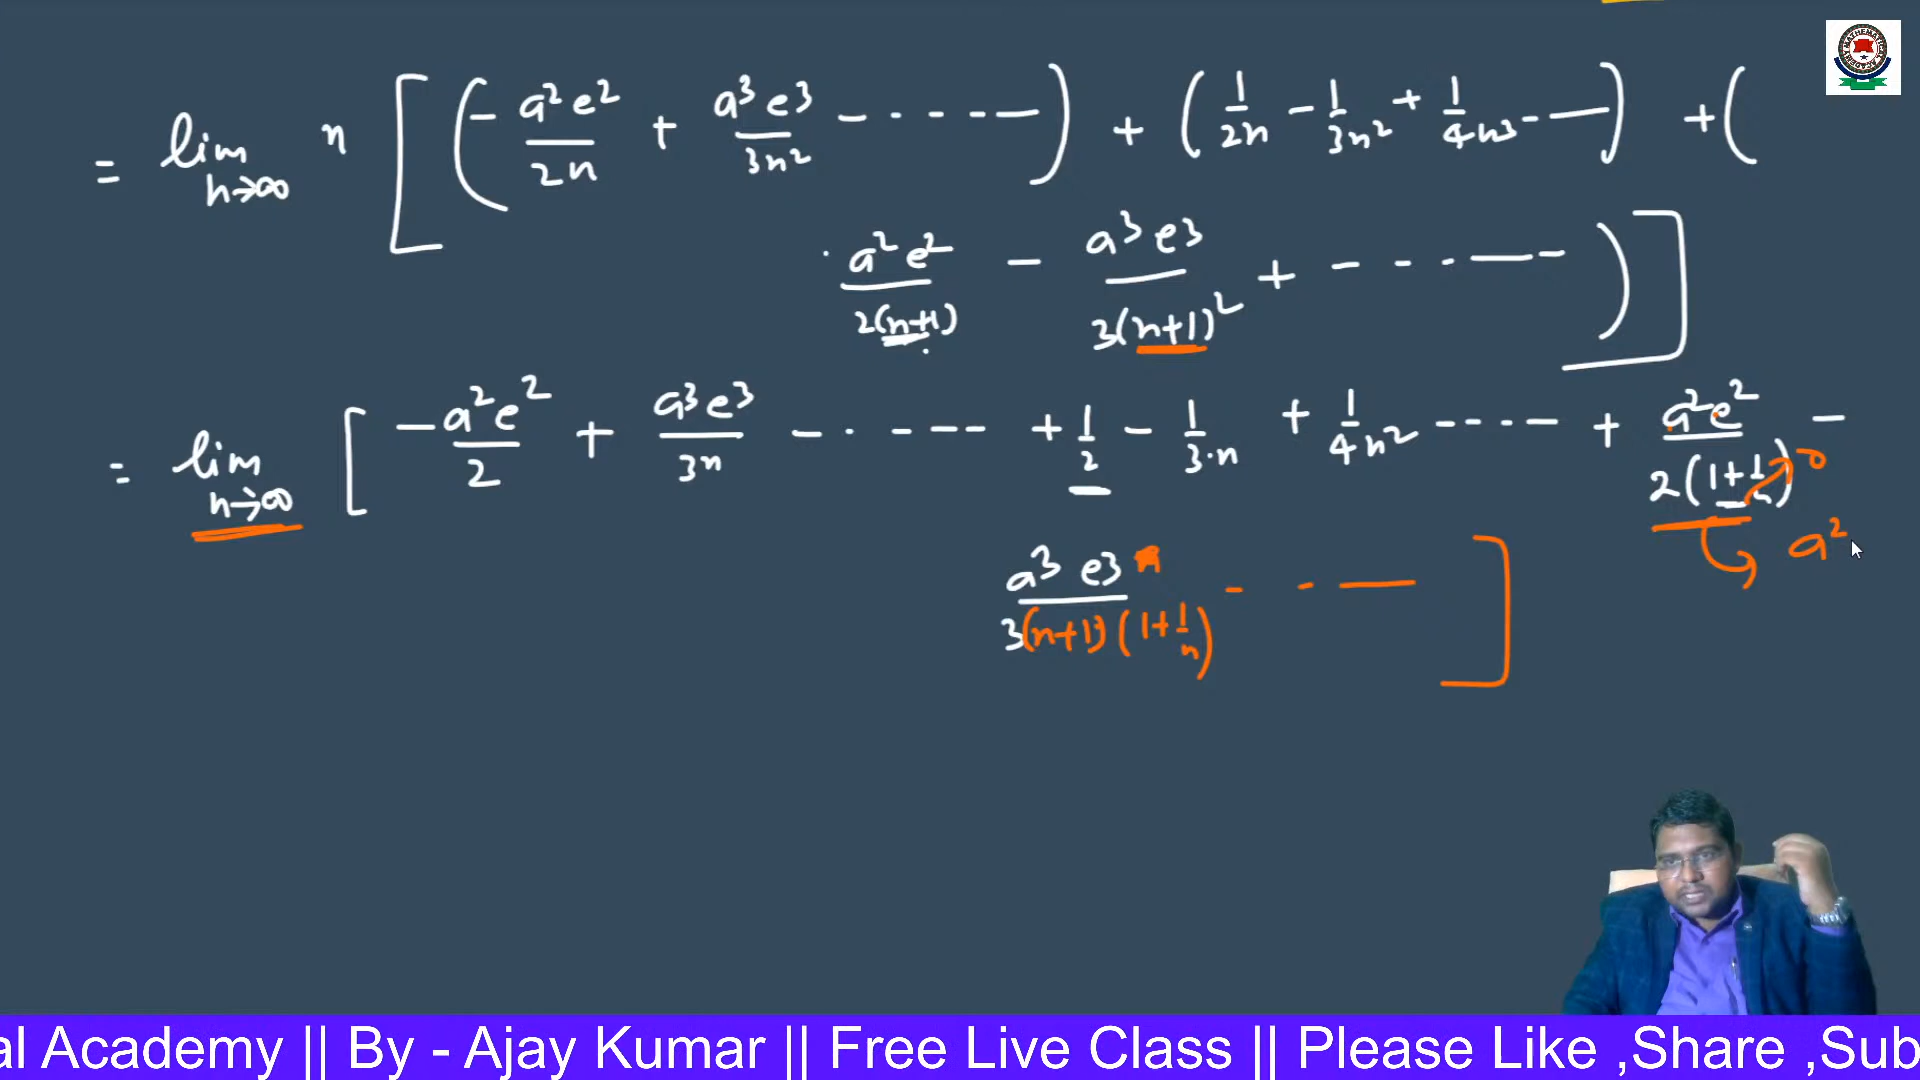 = lim n→∞ n [ ( - a²e²/2n + a³e³/3n² - ----- ) + ( 1/2n - 1/3n² + 1/4n³ - --- ) + (
a²e²/2(n+1) - a³e³/3(n+1)² + ------ ) ]
= lim n→∞ [ -a²e²/2 + a³e³/3n - · - --- + 1/2 - 1/3·n + 1/4n² ----- + a²e²/2(1+1/n) -
→ 0
a²
a³ e³/3(n+1)(1+1/n) - - --- ]
al Academy || By - Ajay Kumar || Free Live Class || Please Like ,Share ,Sub